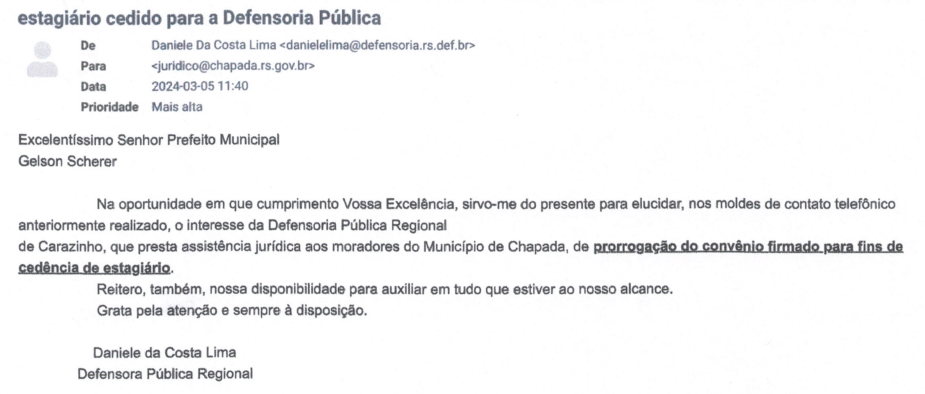 estagiário cedido para a Defensoria Pública
De Daniele Da Costa Lima <danielelima@defensoria.rs.def.br>
Para <juridico@chapada.rs.gov.br>
Data 2024-03-05 11:40
Prioridade Mais alta
Excelentíssimo Senhor Prefeito Municipal
Gelson Scherer
Na oportunidade em que cumprimento Vossa Excelência, sirvo-me do presente para elucidar, nos moldes de contato telefônico
anteriormente realizado, o interesse da Defensoria Pública Regional
de Carazinho, que presta assistência jurídica aos moradores do Município de Chapada, de prorrogação do convênio firmado para fins de
cedência de estagiário.
Reitero, também, nossa disponibilidade para auxiliar em tudo que estiver ao nosso alcance.
Grata pela atenção e sempre à disposição.
Daniele da Costa Lima
Defensora Pública Regional